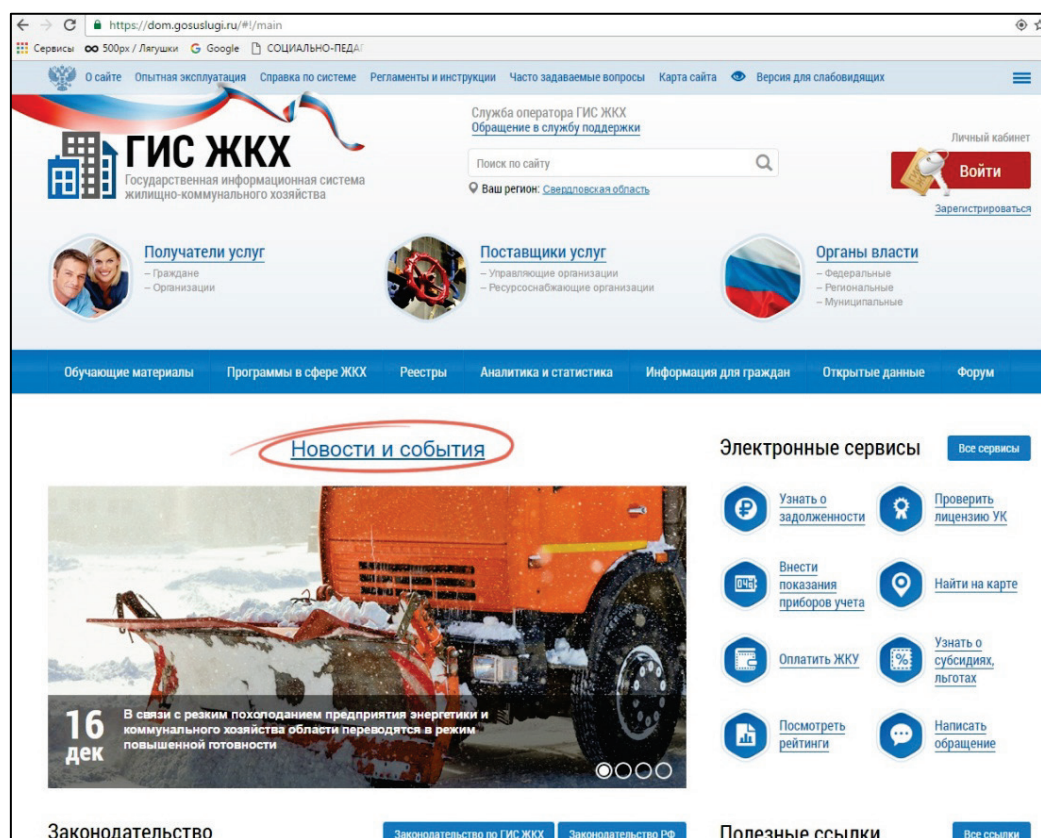 https://dom.gosuslugi.ru/#!/main
Сервисы 500px / Лягушки Google СОЦИАЛЬНО-ПЕДАГ
О сайте Опытная эксплуатация Справка по системе Регламенты и инструкции Часто задаваемые вопросы Карта сайта Версия для слабовидящих
ГИС ЖКХ
Государственная информационная система
жилищно-коммунального хозяйства
Служба оператора ГИС ЖКХ
Обращение в службу поддержки
Поиск по сайту
Ваш регион: Свердловская область
Личный кабинет
Войти
Зарегистрироваться
Получатели услуг
– Граждане
– Организации
Поставщики услуг
– Управляющие организации
– Ресурсоснабжающие организации
Органы власти
– Федеральные
– Региональные
– Муниципальные
Обучающие материалы Программы в сфере ЖКХ Реестры Аналитика и статистика Информация для граждан Открытые данные Форум
Новости и события
16
дек
В связи с резким похолоданием предприятия энергетики и
коммунального хозяйства области переводятся в режим
повышенной готовности
Электронные сервисы Все сервисы
Узнать о
задолженности
Проверить
лицензию УК
Внести
показания
приборов учета
Найти на карте
Оплатить ЖКУ
Узнать о
субсидиях,
льготах
Посмотреть
рейтинги
Написать
обращение
Законодательство Законодательство по ГИС ЖКХ Законодательство РФ
Полезные ссылки Все ссылки